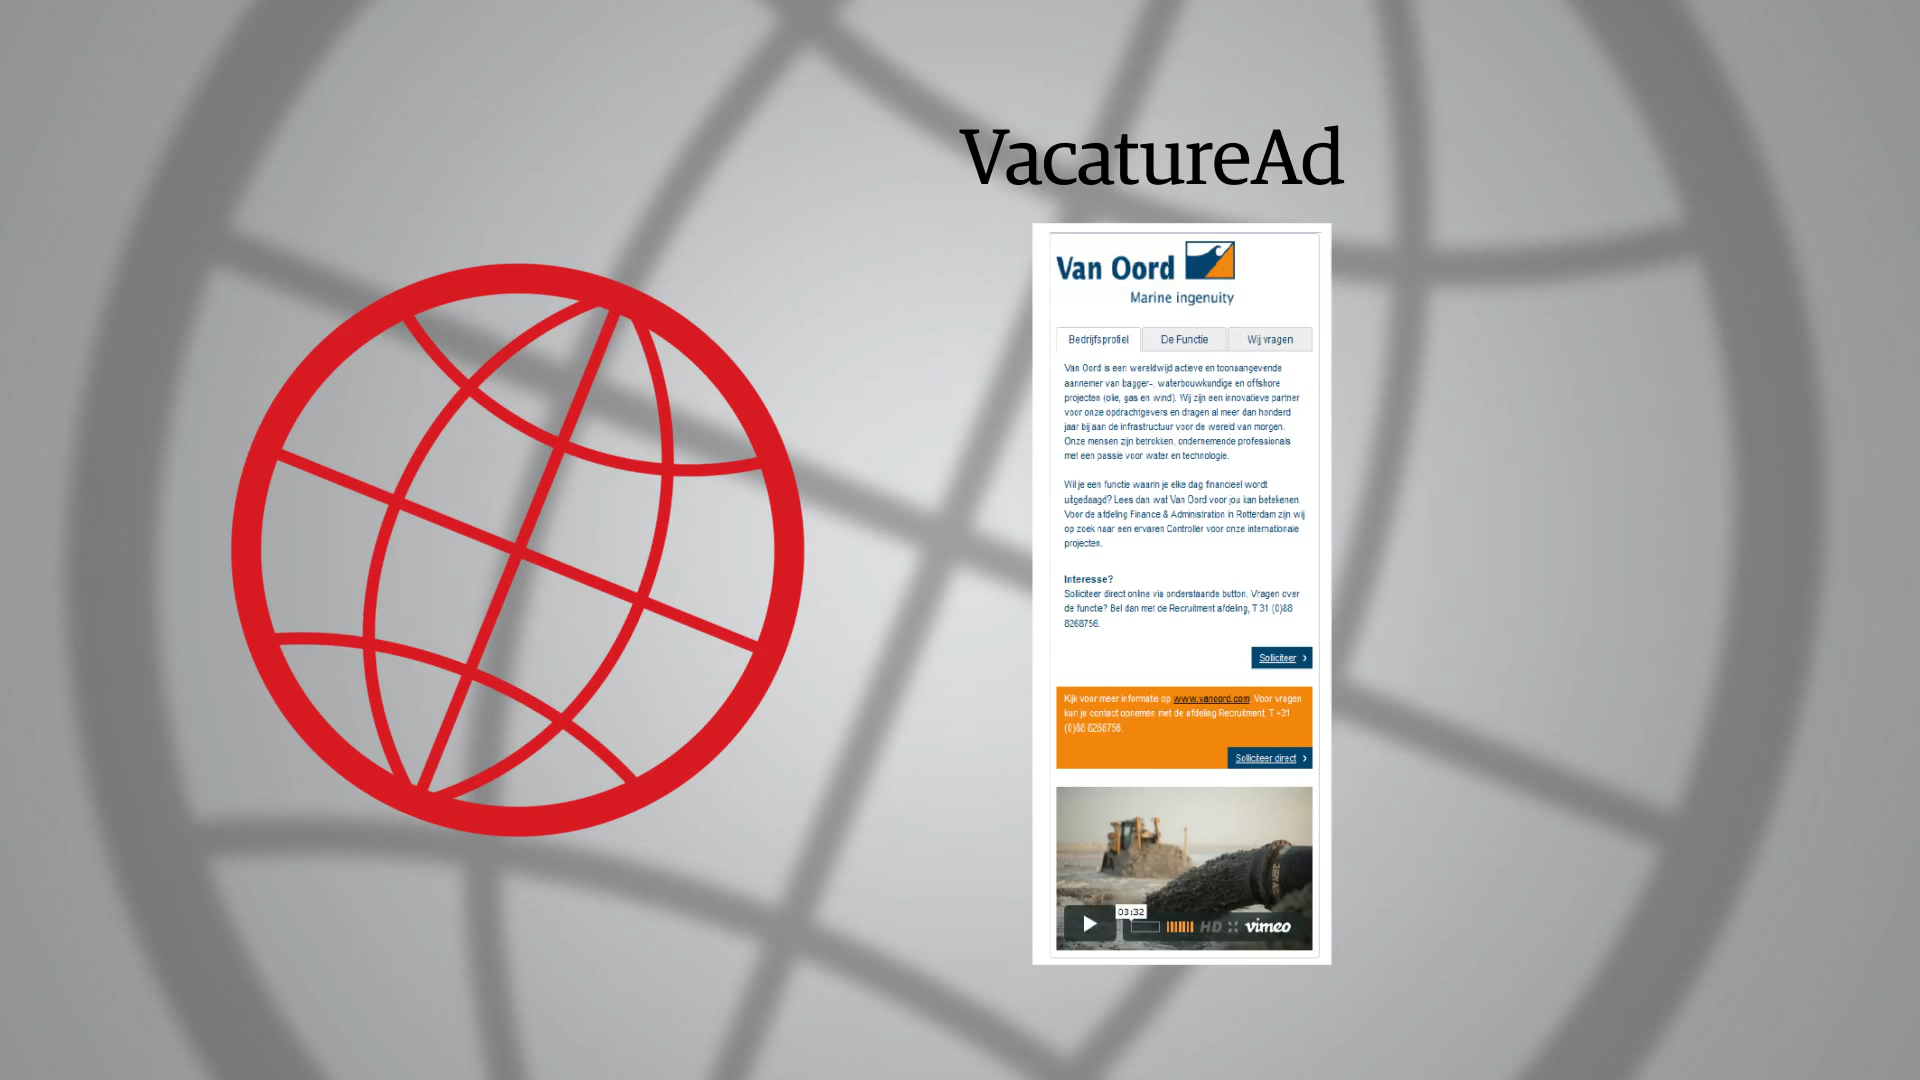 VacatureAd
Van Oord
Marine ingenuity
Bedrijfsprofiel De Functie Wij vragen
Van Oord is een wereldwijd actieve en toonaangevende
aannemer van bagger-, waterbouwkundige en offshore
projecten (olie, gas en wind). Wij zijn een innovatieve partner
voor onze opdrachtgevers en dragen al meer dan honderd
jaar bij aan de infrastructuur voor de wereld van morgen.
Onze mensen zijn betrokken, ondernemende professionals
met een passie voor water en technologie.
Wil je een functie waarin je elke dag financieel wordt
uitgedaagd? Lees dan wat Van Oord voor jou kan betekenen.
Voor de afdeling Finance & Administration in Rotterdam zijn wij
op zoek naar een ervaren Controller voor onze internationale
projecten.
Interesse?
Solliciteer direct online via onderstaande button. Vragen over
de functie? Bel dan met de Recruitment afdeling, T 31 (0)88
8268756.
Solliciteer ›
Kijk voor meer informatie op www.vanoord.com. Voor vragen
kun je contact opnemen met de afdeling Recruitment, T +31
(0)88 8268756.
Solliciteer direct ›
03:32
HD vimeo